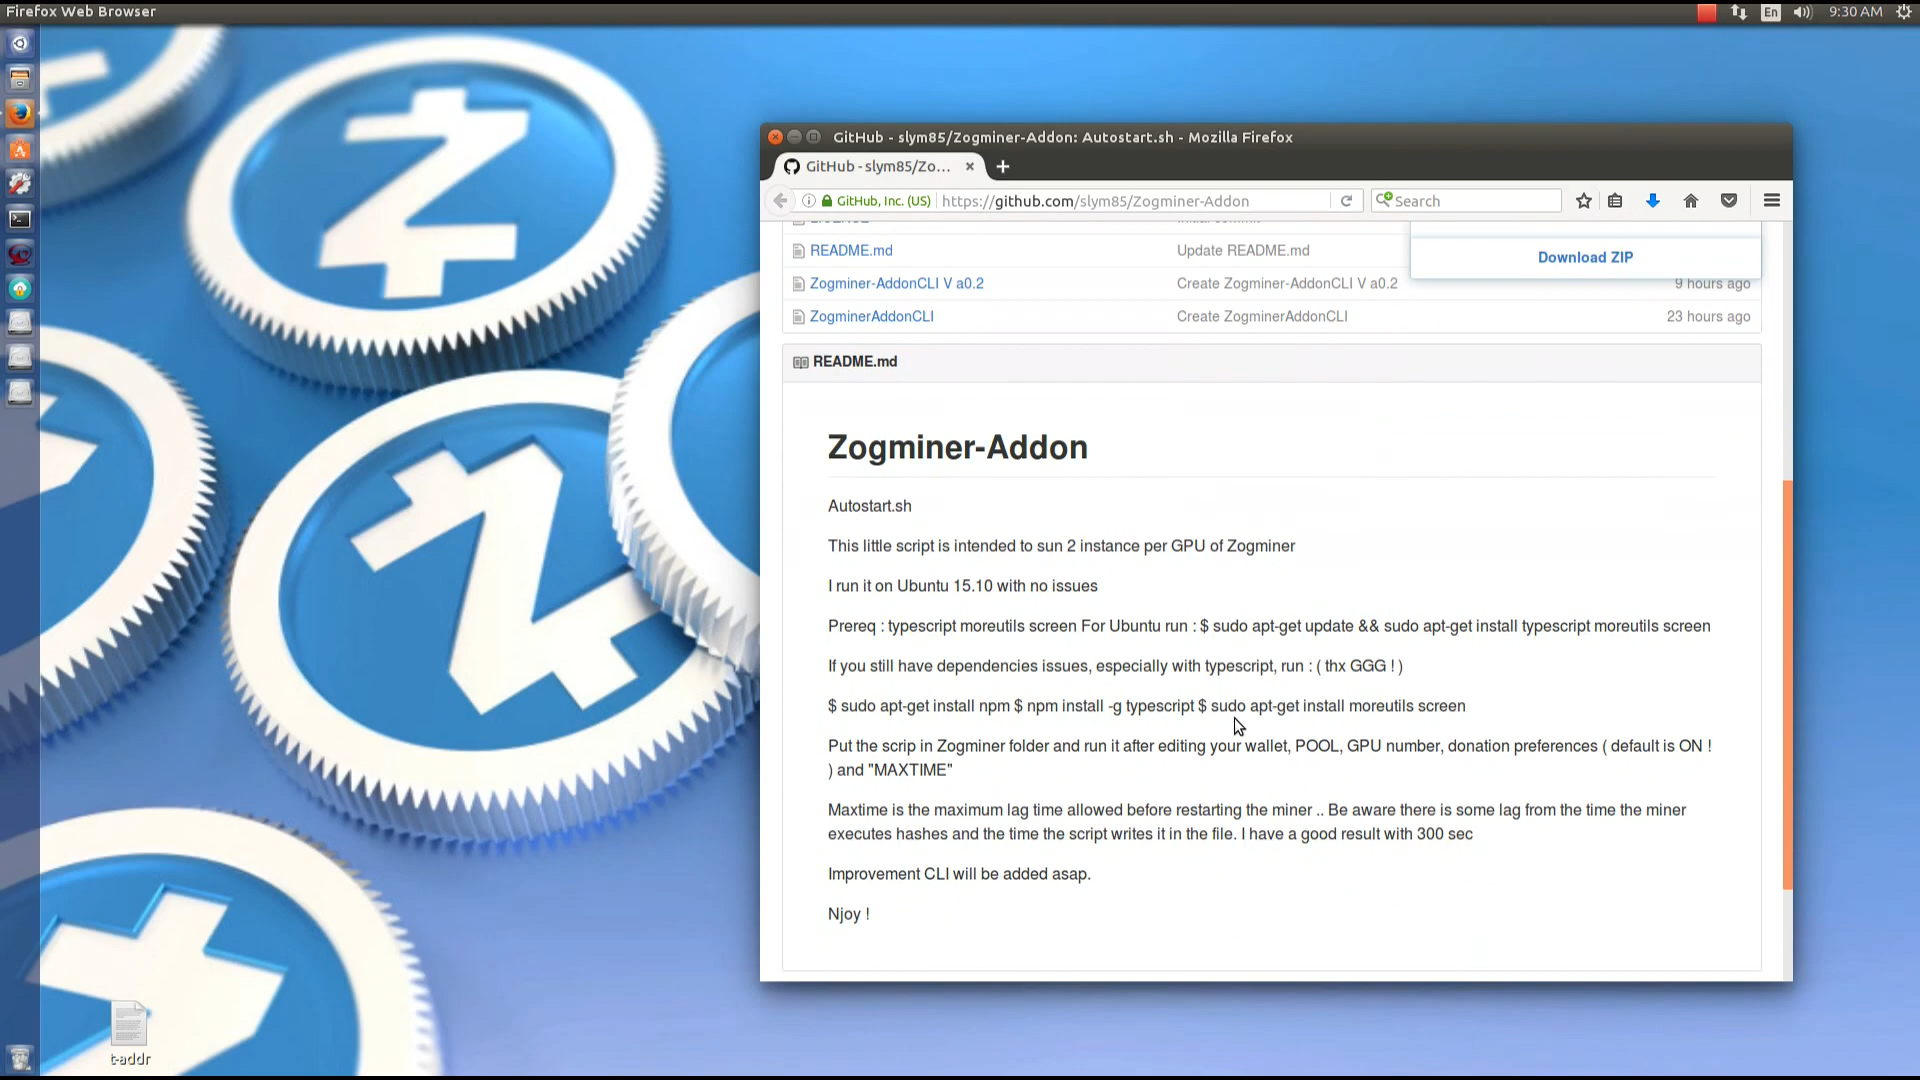 Firefox Web Browser
En
9:30 AM
GitHub - slym85/Zogminer-Addon: Autostart.sh - Mozilla Firefox
GitHub - slym85/Zo...
GitHub, Inc. (US)
https://github.com/slym85/Zogminer-Addon
Search
README.md
Update README.md
Download ZIP
Zogminer-AddonCLI V a0.2
Create Zogminer-AddonCLI V a0.2
9 hours ago
ZogminerAddonCLI
Create ZogminerAddonCLI
23 hours ago
README.md
Zogminer-Addon
Autostart.sh
This little script is intended to sun 2 instance per GPU of Zogminer
I run it on Ubuntu 15.10 with no issues
Prereq : typescript moreutils screen For Ubuntu run : $ sudo apt-get update && sudo apt-get install typescript moreutils screen
If you still have dependencies issues, especially with typescript, run : ( thx GGG ! )
$ sudo apt-get install npm $ npm install -g typescript $ sudo apt-get install moreutils screen
Put the scrip in Zogminer folder and run it after editing your wallet, POOL, GPU number, donation preferences ( default is ON !
) and "MAXTIME"
Maxtime is the maximum lag time allowed before restarting the miner .. Be aware there is some lag from the time the miner
executes hashes and the time the script writes it in the file. I have a good result with 300 sec
Improvement CLI will be added asap.
Njoy !
t-addr